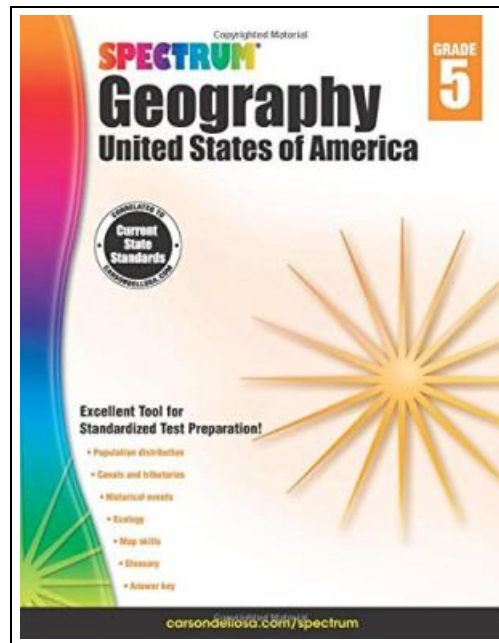 Copyrighted Material
SPECTRUM®
GRADE
5
Geography
United States of America
CORRELATED TO
Current
State
Standards
CARSONDELLOSA.COM
Excellent Tool for
Standardized Test Preparation!
• Population distribution
• Canals and tributaries
• Historical events
• Ecology
• Map skills
• Glossary
• Answer key
Copyrighted Material
carsondellosa.com/spectrum